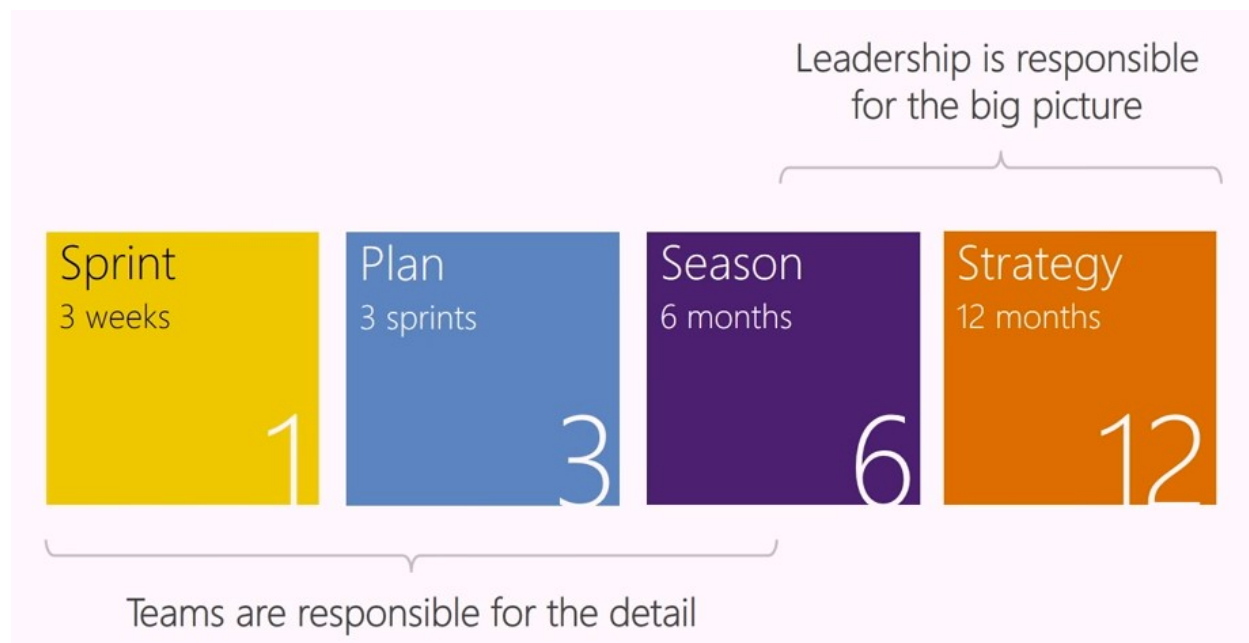 Leadership is responsible
for the big picture
Sprint
3 weeks
1
Plan
3 sprints
3
Season
6 months
6
Strategy
12 months
12
Teams are responsible for the detail